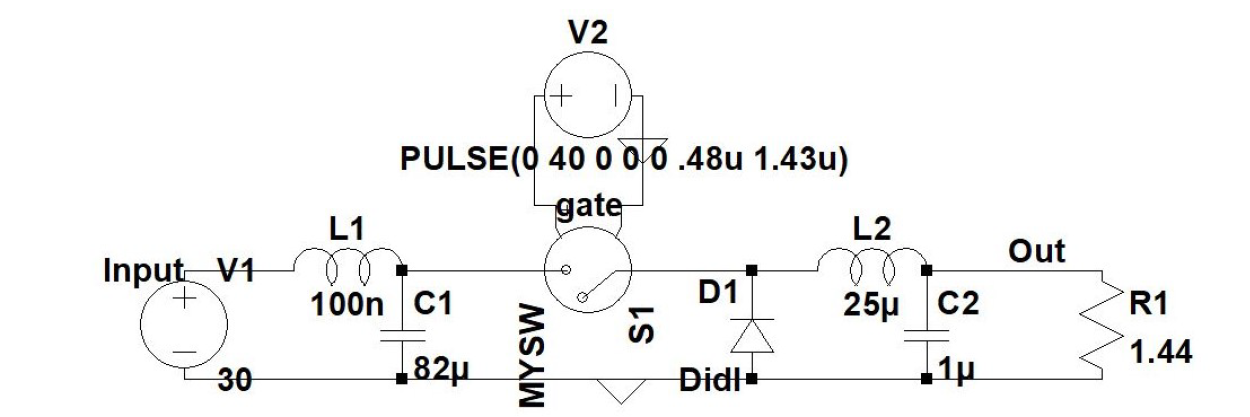 V2
PULSE(0 40 0 0 0 .48u 1.43u)
gate
L1
L2
Out
Input
V1
100n
C1
MYSW
S1
D1
25µ
C2
R1
1.44
30
82µ
Didl
1µ